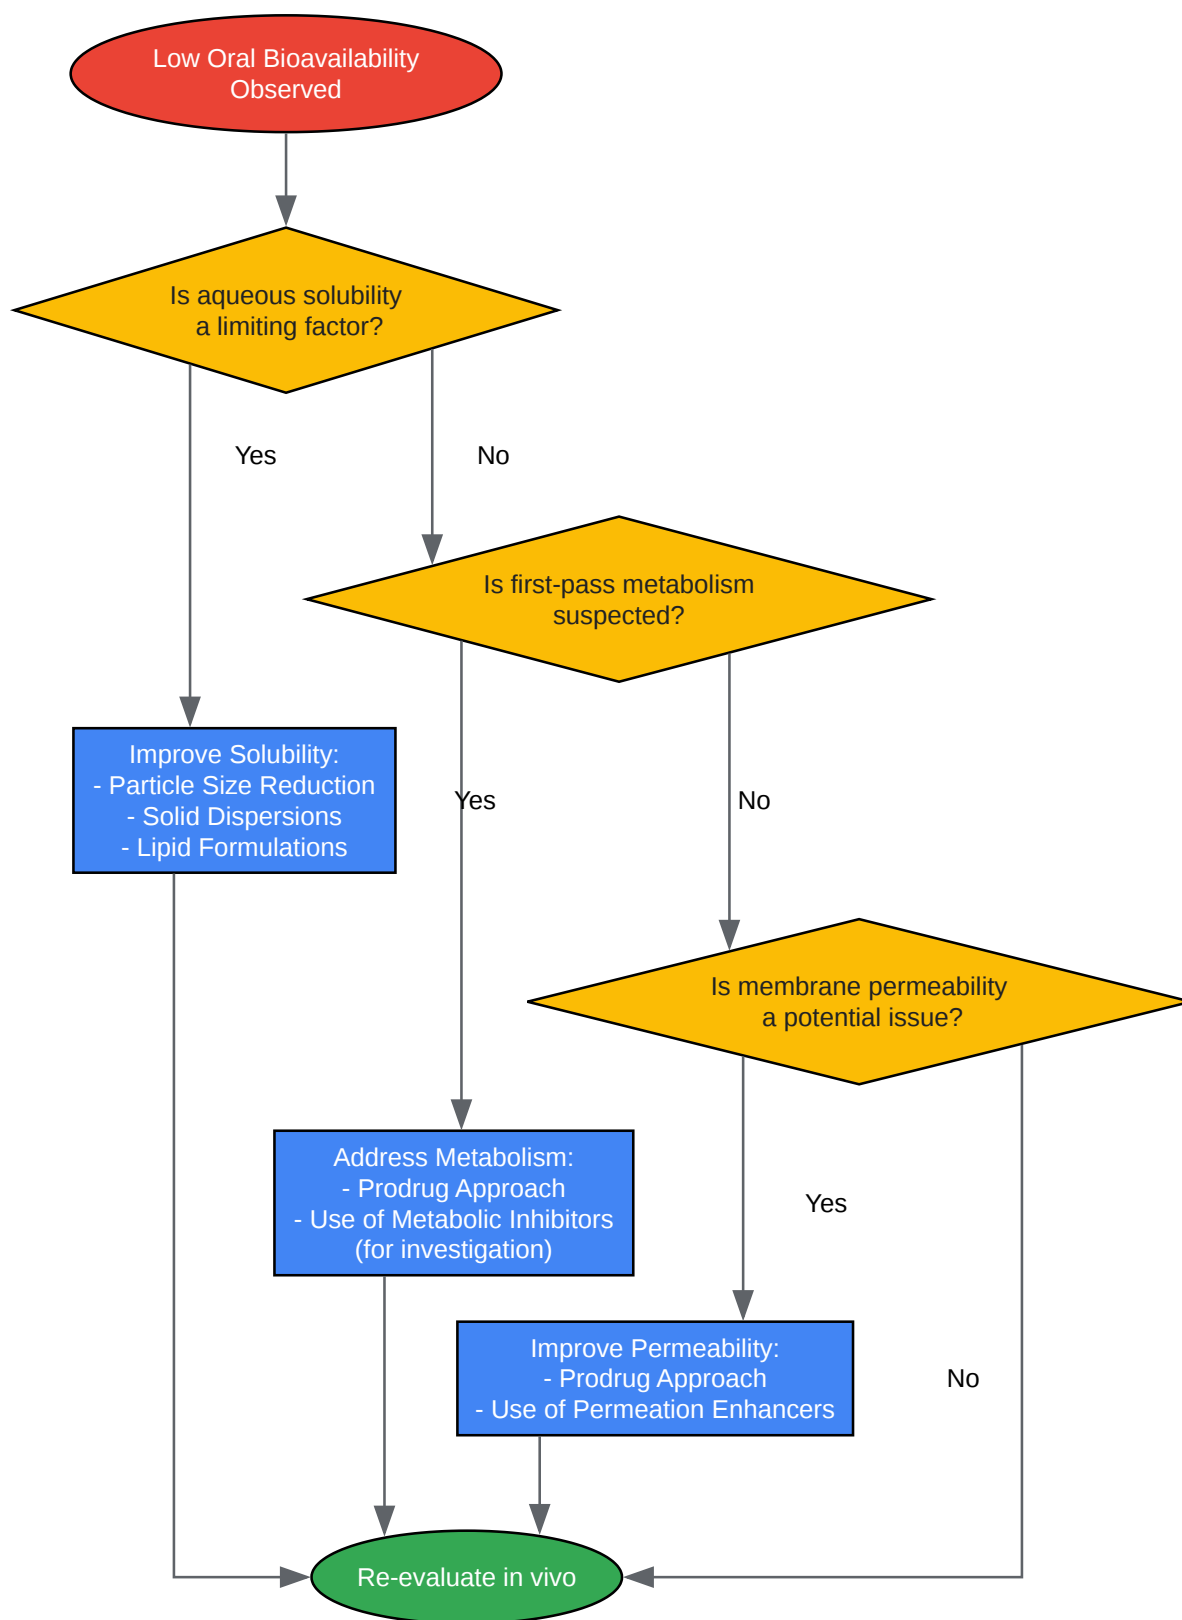 Low Oral Bioavailability
Observed
Is aqueous solubility
a limiting factor?
Yes
No
Is first-pass metabolism
suspected?
Improve Solubility:
- Particle Size Reduction
- Solid Dispersions
- Lipid Formulations
Yes
No
Is membrane permeability
a potential issue?
Address Metabolism:
- Prodrug Approach
- Use of Metabolic Inhibitors
(for investigation)
Yes
Improve Permeability:
- Prodrug Approach
- Use of Permeation Enhancers
No
Re-evaluate in vivo